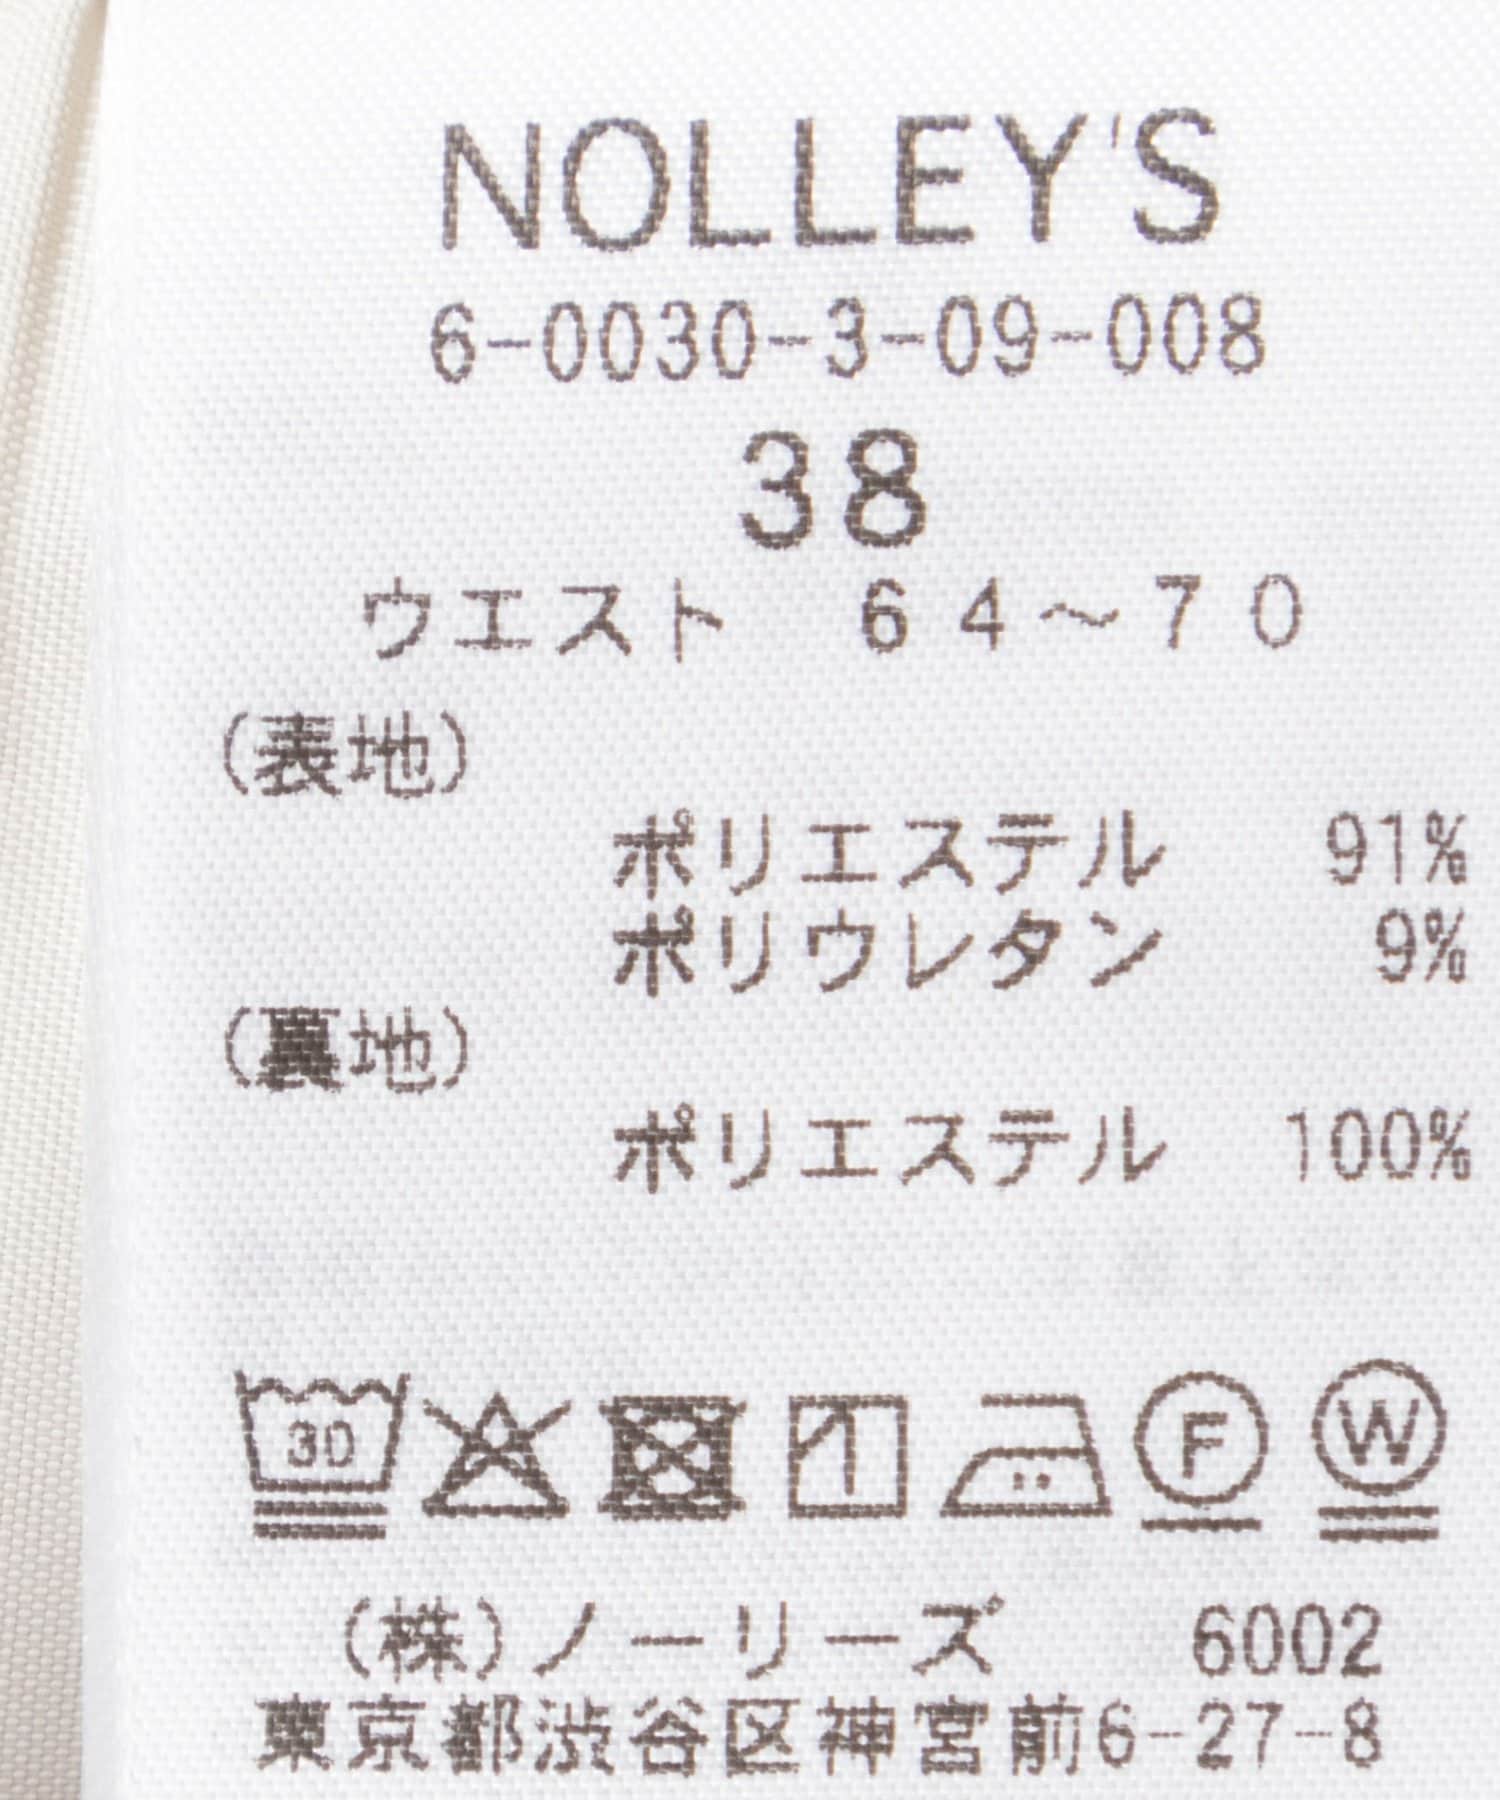 NOLLEY'S
6-0030-3-09-008
38
ウエスト　６４～７０
(表地)
ポリエステル 91%
ポリウレタン 9%
(裏地)
ポリエステル 100%
30 F W
(株)ノーリーズ 6002
東京都渋谷区神宮前6-27-8